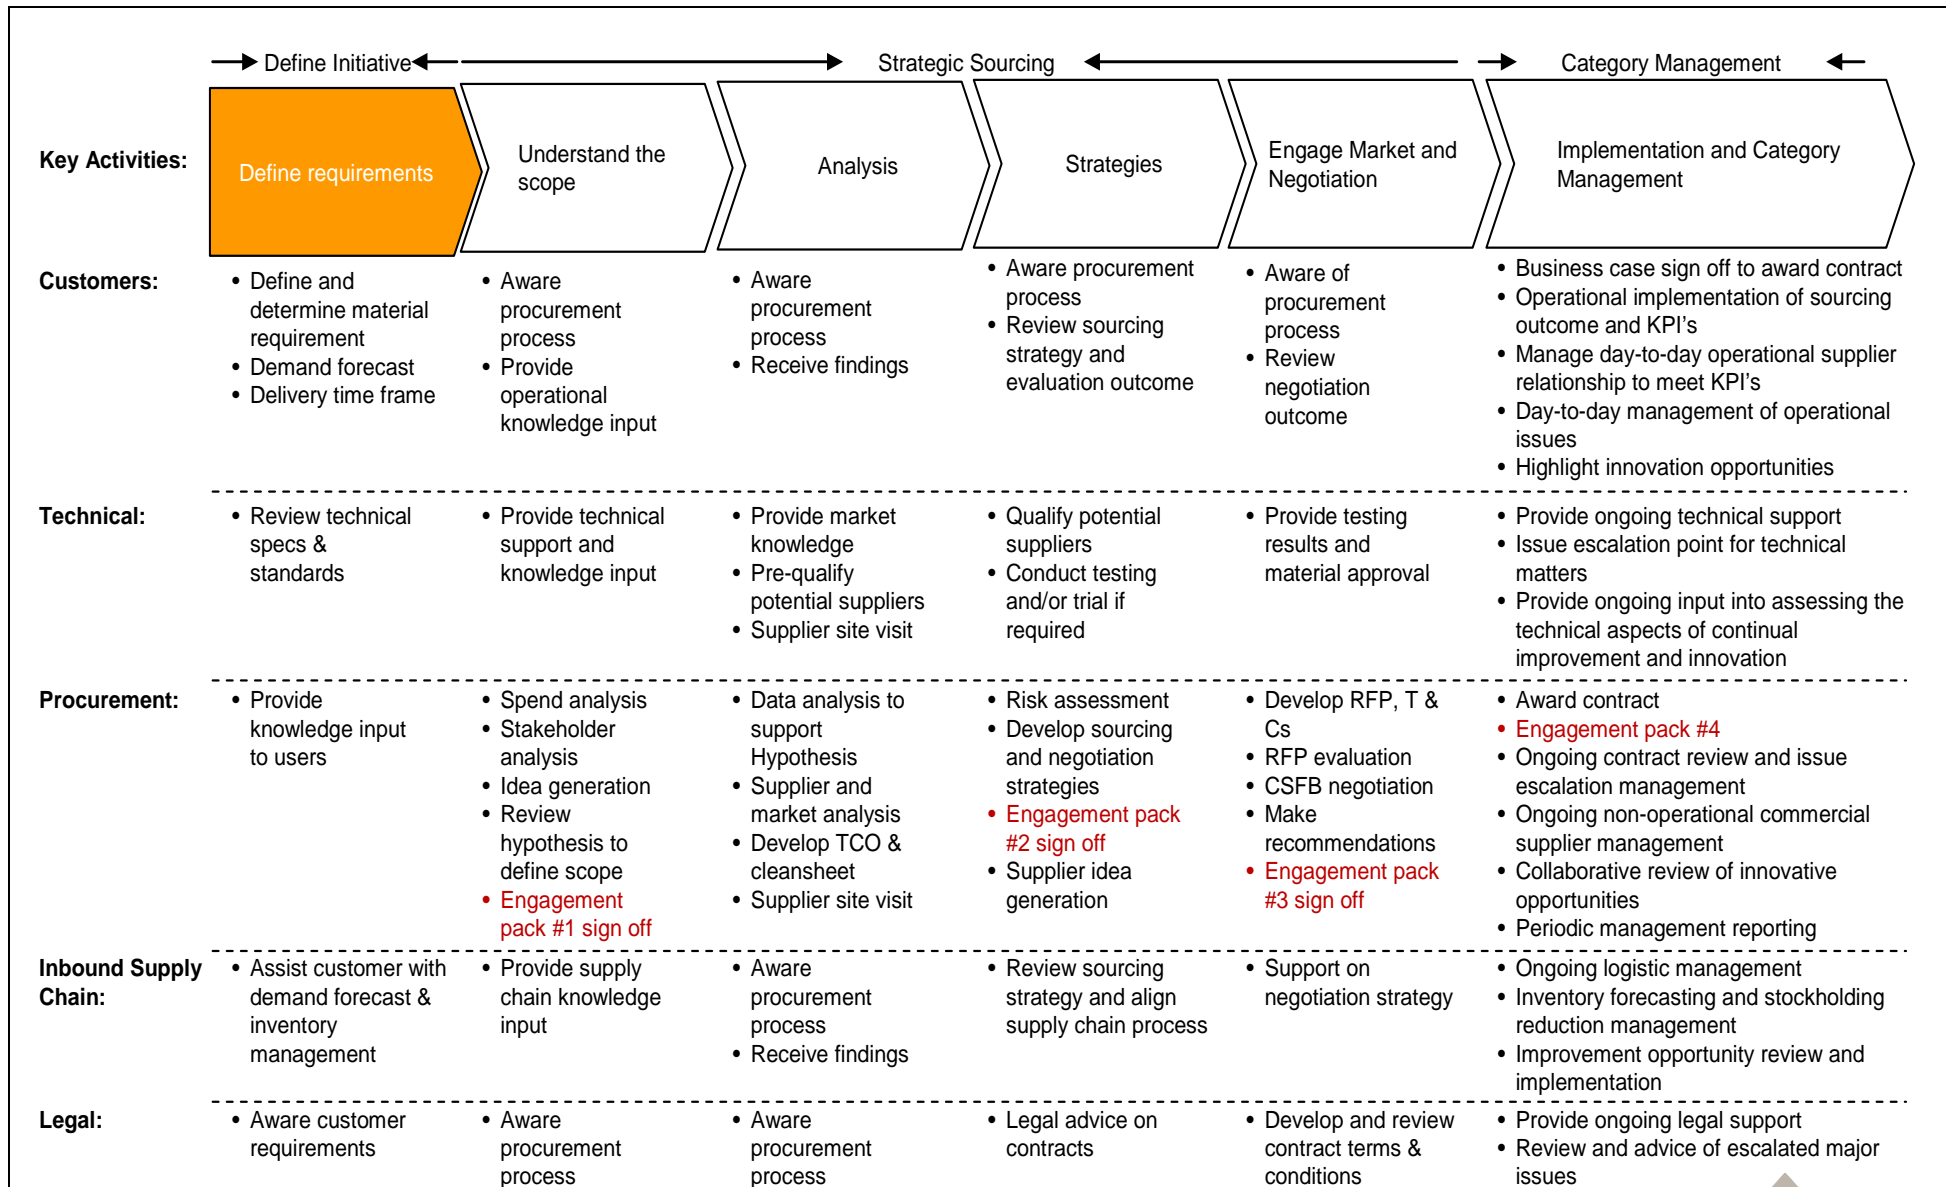 Define Initiative
Strategic Sourcing
Category Management
Key Activities:
Define requirements
Understand the
scope
Analysis
Strategies
Engage Market and
Negotiation
Implementation and Category
Management
Customers:
• Define and
determine material
requirement
• Demand forecast
• Delivery time frame
• Aware
procurement
process
• Provide
operational
knowledge input
• Aware
procurement
process
• Receive findings
• Aware procurement
process
• Review sourcing
strategy and
evaluation outcome
• Aware of
procurement
process
• Review
negotiation
outcome
• Business case sign off to award contract
• Operational implementation of sourcing
outcome and KPI's
• Manage day-to-day operational supplier
relationship to meet KPI's
• Day-to-day management of operational
issues
• Highlight innovation opportunities
Technical:
• Review technical
specs &
standards
• Provide technical
support and
knowledge input
• Provide market
knowledge
• Pre-qualify
potential suppliers
• Supplier site visit
• Qualify potential
suppliers
• Conduct testing
and/or trial if
required
• Provide testing
results and
material approval
• Provide ongoing technical support
• Issue escalation point for technical
matters
• Provide ongoing input into assessing the
technical aspects of continual
improvement and innovation
Procurement:
• Provide
knowledge input
to users
• Spend analysis
• Stakeholder
analysis
• Idea generation
• Review
hypothesis to
define scope
• Engagement
pack #1 sign off
• Data analysis to
support
Hypothesis
• Supplier and
market analysis
• Develop TCO &
cleansheet
• Supplier site visit
• Risk assessment
• Develop sourcing
and negotiation
strategies
• Engagement pack
#2 sign off
• Supplier idea
generation
• Develop RFP, T &
Cs
• RFP evaluation
• CSFB negotiation
• Make
recommendations
• Engagement pack
#3 sign off
• Award contract
• Engagement pack #4
• Ongoing contract review and issue
escalation management
• Ongoing non-operational commercial
supplier management
• Collaborative review of innovative
opportunities
• Periodic management reporting
Inbound Supply
Chain:
• Assist customer with
demand forecast &
inventory
management
• Provide supply
chain knowledge
input
• Aware
procurement
process
• Receive findings
• Review sourcing
strategy and align
supply chain process
• Support on
negotiation strategy
• Ongoing logistic management
• Inventory forecasting and stockholding
reduction management
• Improvement opportunity review and
implementation
Legal:
• Aware customer
requirements
• Aware
procurement
process
• Aware
procurement
process
• Legal advice on
contracts
• Develop and review
contract terms &
conditions
• Provide ongoing legal support
• Review and advice of escalated major
issues